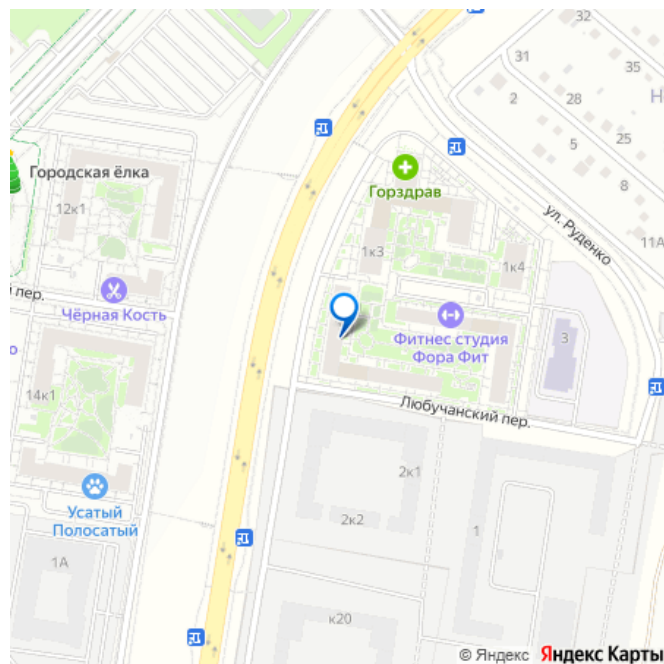 31
35
2
28
Н
5
25
8
11А
Городская ёлка
12к1
й пер.
Чёрная Кость
о
14к1
Усатый
Полосатый
1А
Горздрав
ул. Руденко
1к3
1к4
Фитнес студия
Фора Фит
3
Любучанский пер.
2к1
2к2
1
к20
© Яндекс Яндекс Карты